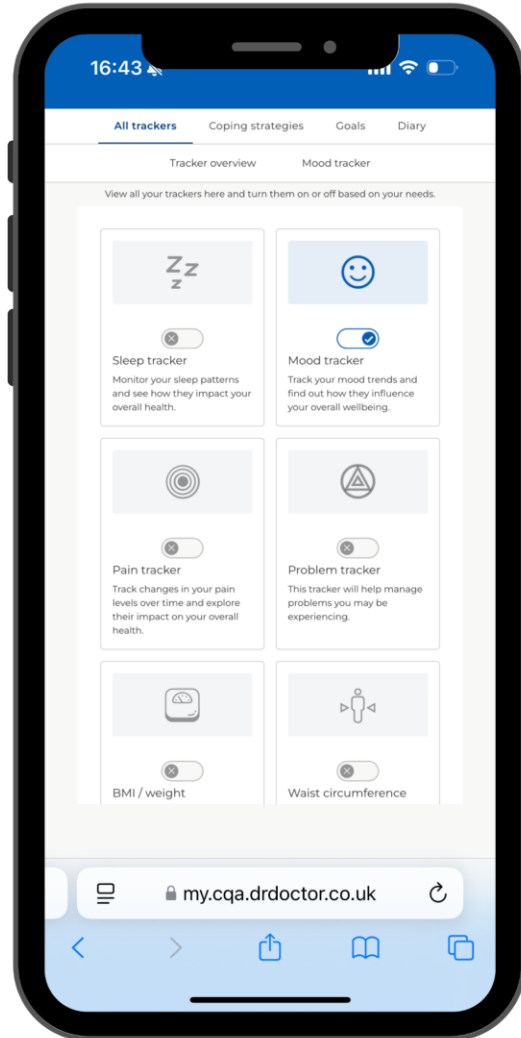 16:43
All trackers Coping strategies Goals Diary
Tracker overview Mood tracker
View all your trackers here and turn them on or off based on your needs.
Zz
z
Sleep tracker
Monitor your sleep patterns
and see how they impact your
overall health.
Mood tracker
Track your mood trends and
find out how they influence
your overall wellbeing.
Pain tracker
Track changes in your pain
levels over time and explore
their impact on your overall
health.
Problem tracker
This tracker will help manage
problems you may be
experiencing.
BMI / weight
Waist circumference
my.cqa.drdoctor.co.uk